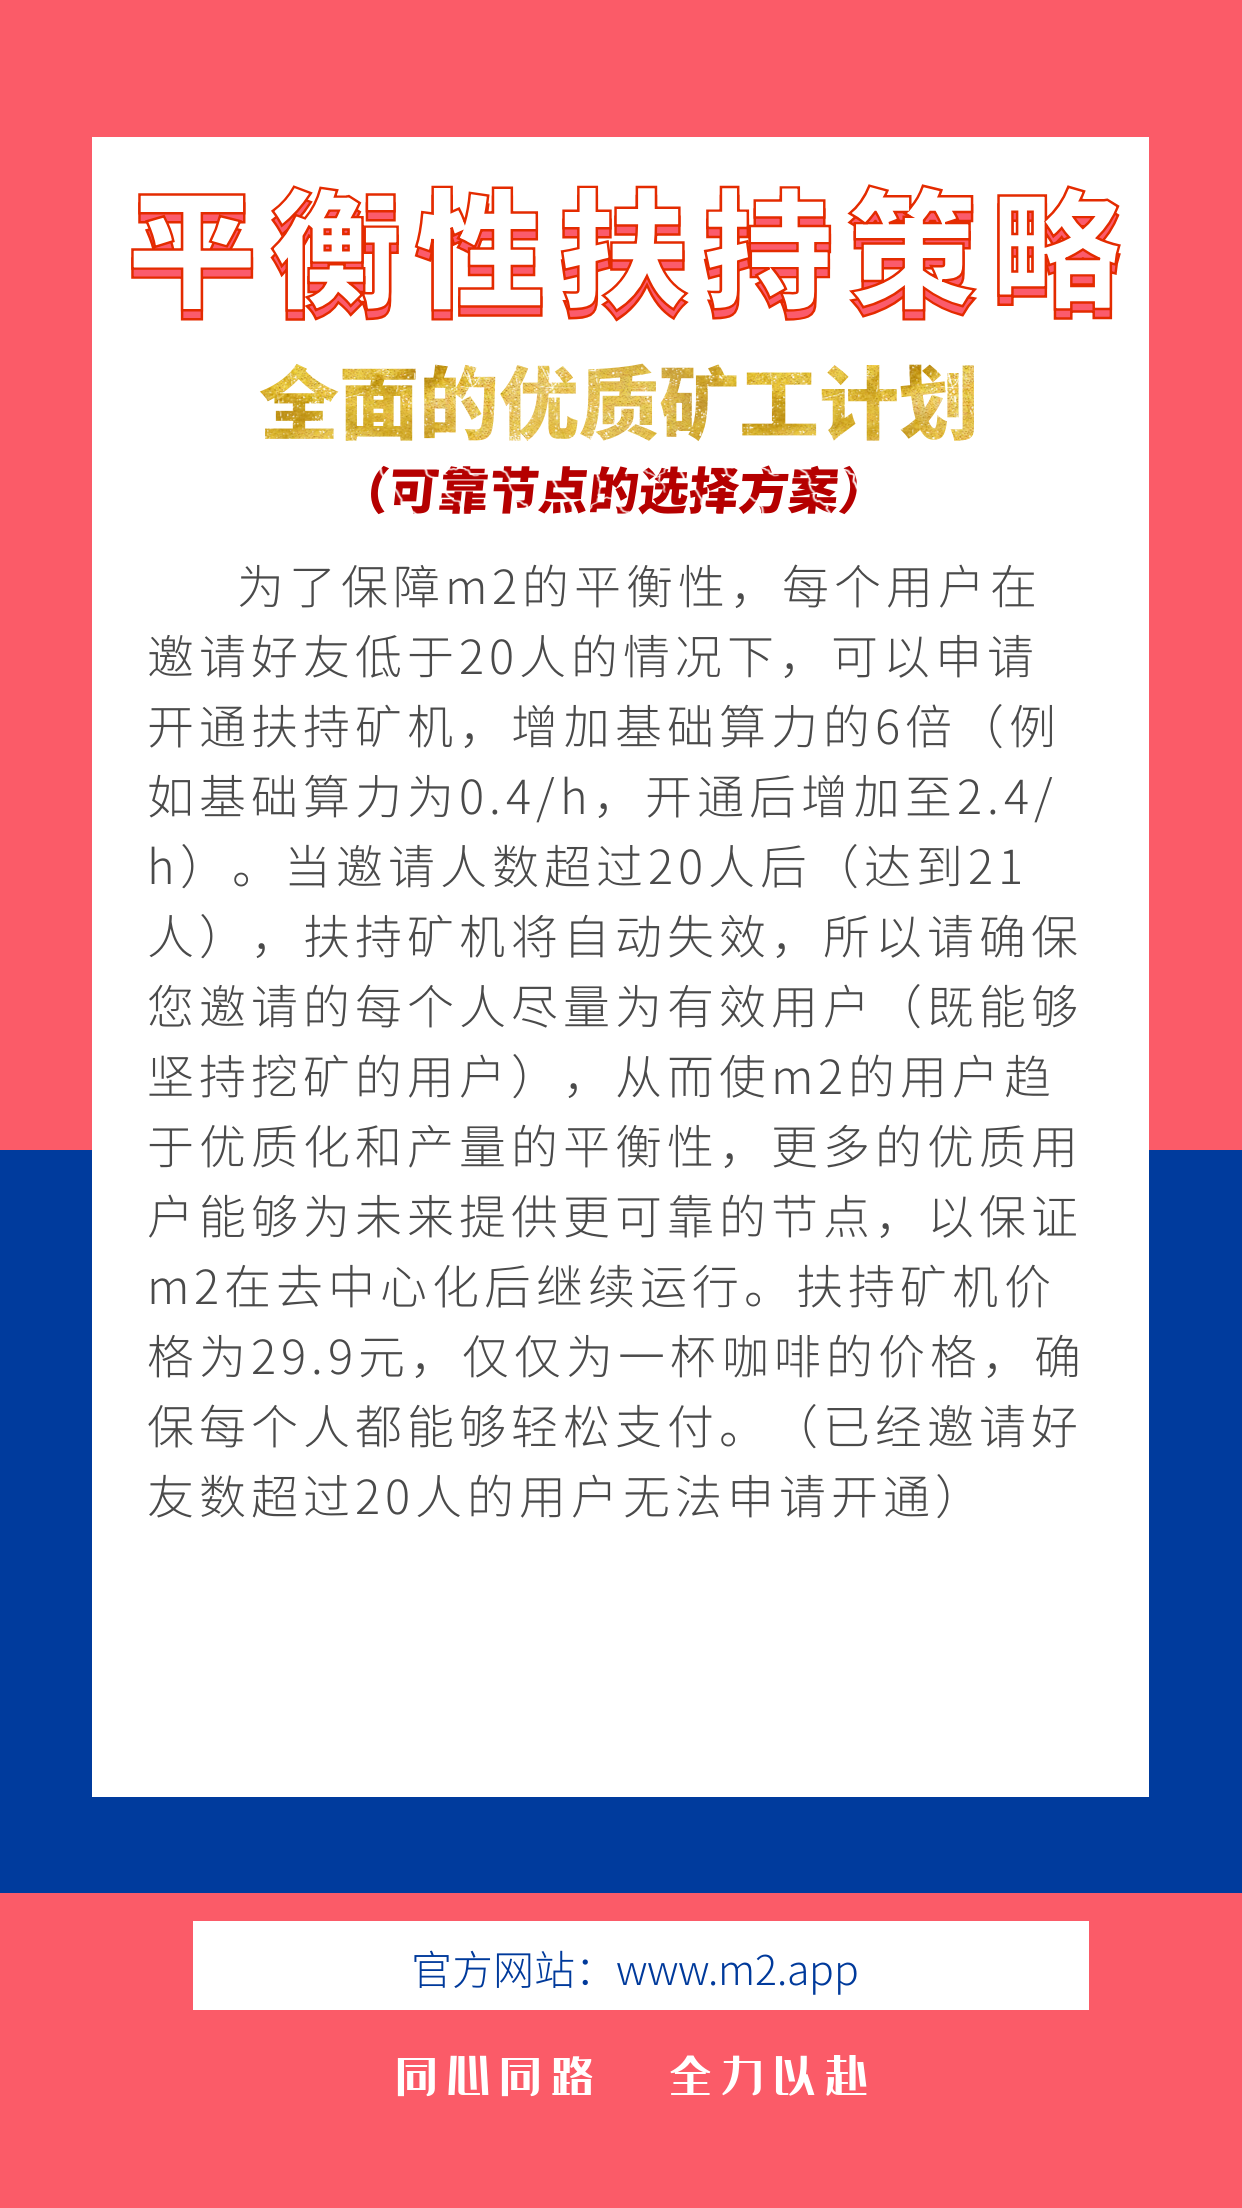 平衡性扶持策略
全面的优质矿工计划
（可靠节点的选择方案）
为了保障m2的平衡性，每个用户在
邀请好友低于20人的情况下，可以申请
开通扶持矿机，增加基础算力的6倍（例
如基础算力为0.4/h，开通后增加至2.4/
h）。当邀请人数超过20人后（达到21
人），扶持矿机将自动失效，所以请确保
您邀请的每个人尽量为有效用户（既能够
坚持挖矿的用户），从而使m2的用户趋
于优质化和产量的平衡性，更多的优质用
户能够为未来提供更可靠的节点，以保证
m2在去中心化后继续运行。扶持矿机价
格为29.9元，仅仅为一杯咖啡的价格，确
保每个人都能够轻松支付。（已经邀请好
友数超过20人的用户无法申请开通）
官方网站：www.m2.app
同心同路 全力以赴